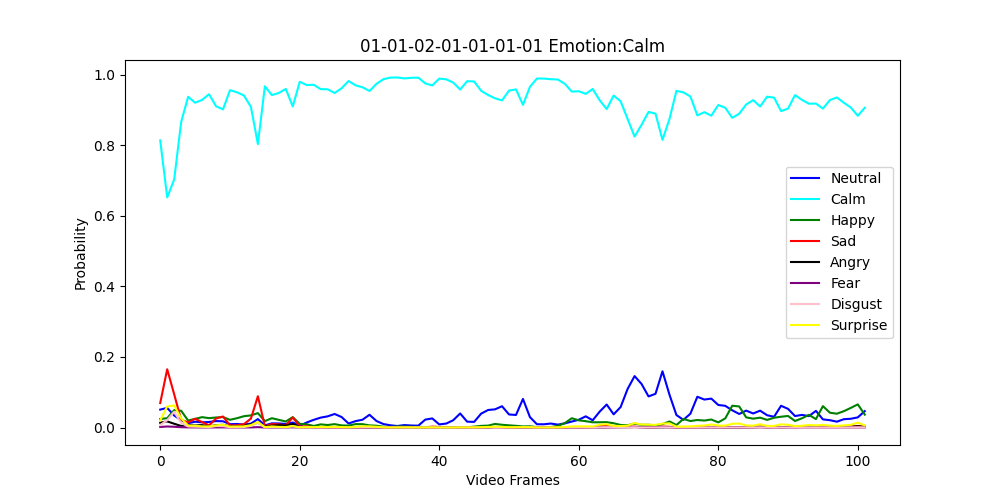 01-01-02-01-01-01-01 Emotion:Calm
Probability
1.0
0.8
0.6
0.4
0.2
0.0
0 20 40 60 80 100
Video Frames
Neutral
Calm
Happy
Sad
Angry
Fear
Disgust
Surprise